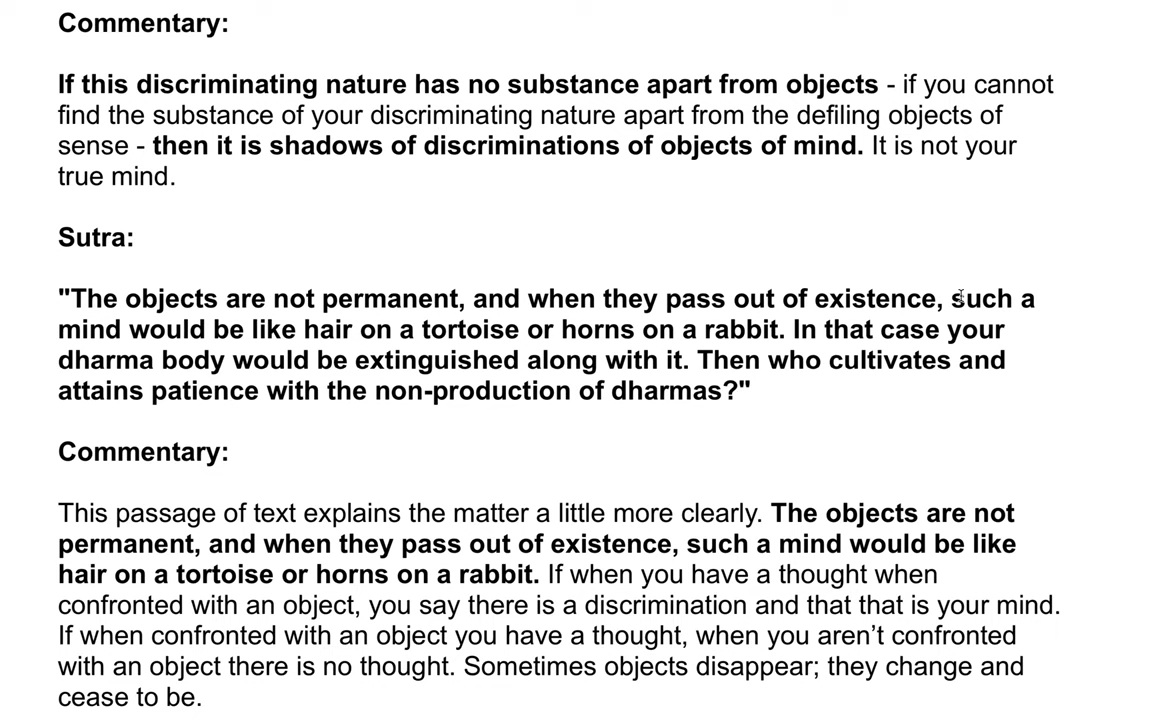 Commentary:
If this discriminating nature has no substance apart from objects - if you cannot
find the substance of your discriminating nature apart from the defiling objects of
sense - then it is shadows of discriminations of objects of mind. It is not your
true mind.
Sutra:
"The objects are not permanent, and when they pass out of existence, such a
mind would be like hair on a tortoise or horns on a rabbit. In that case your
dharma body would be extinguished along with it. Then who cultivates and
attains patience with the non-production of dharmas?"
Commentary:
This passage of text explains the matter a little more clearly. The objects are not
permanent, and when they pass out of existence, such a mind would be like
hair on a tortoise or horns on a rabbit. If when you have a thought when
confronted with an object, you say there is a discrimination and that that is your mind.
If when confronted with an object you have a thought, when you aren’t confronted
with an object there is no thought. Sometimes objects disappear; they change and
cease to be.